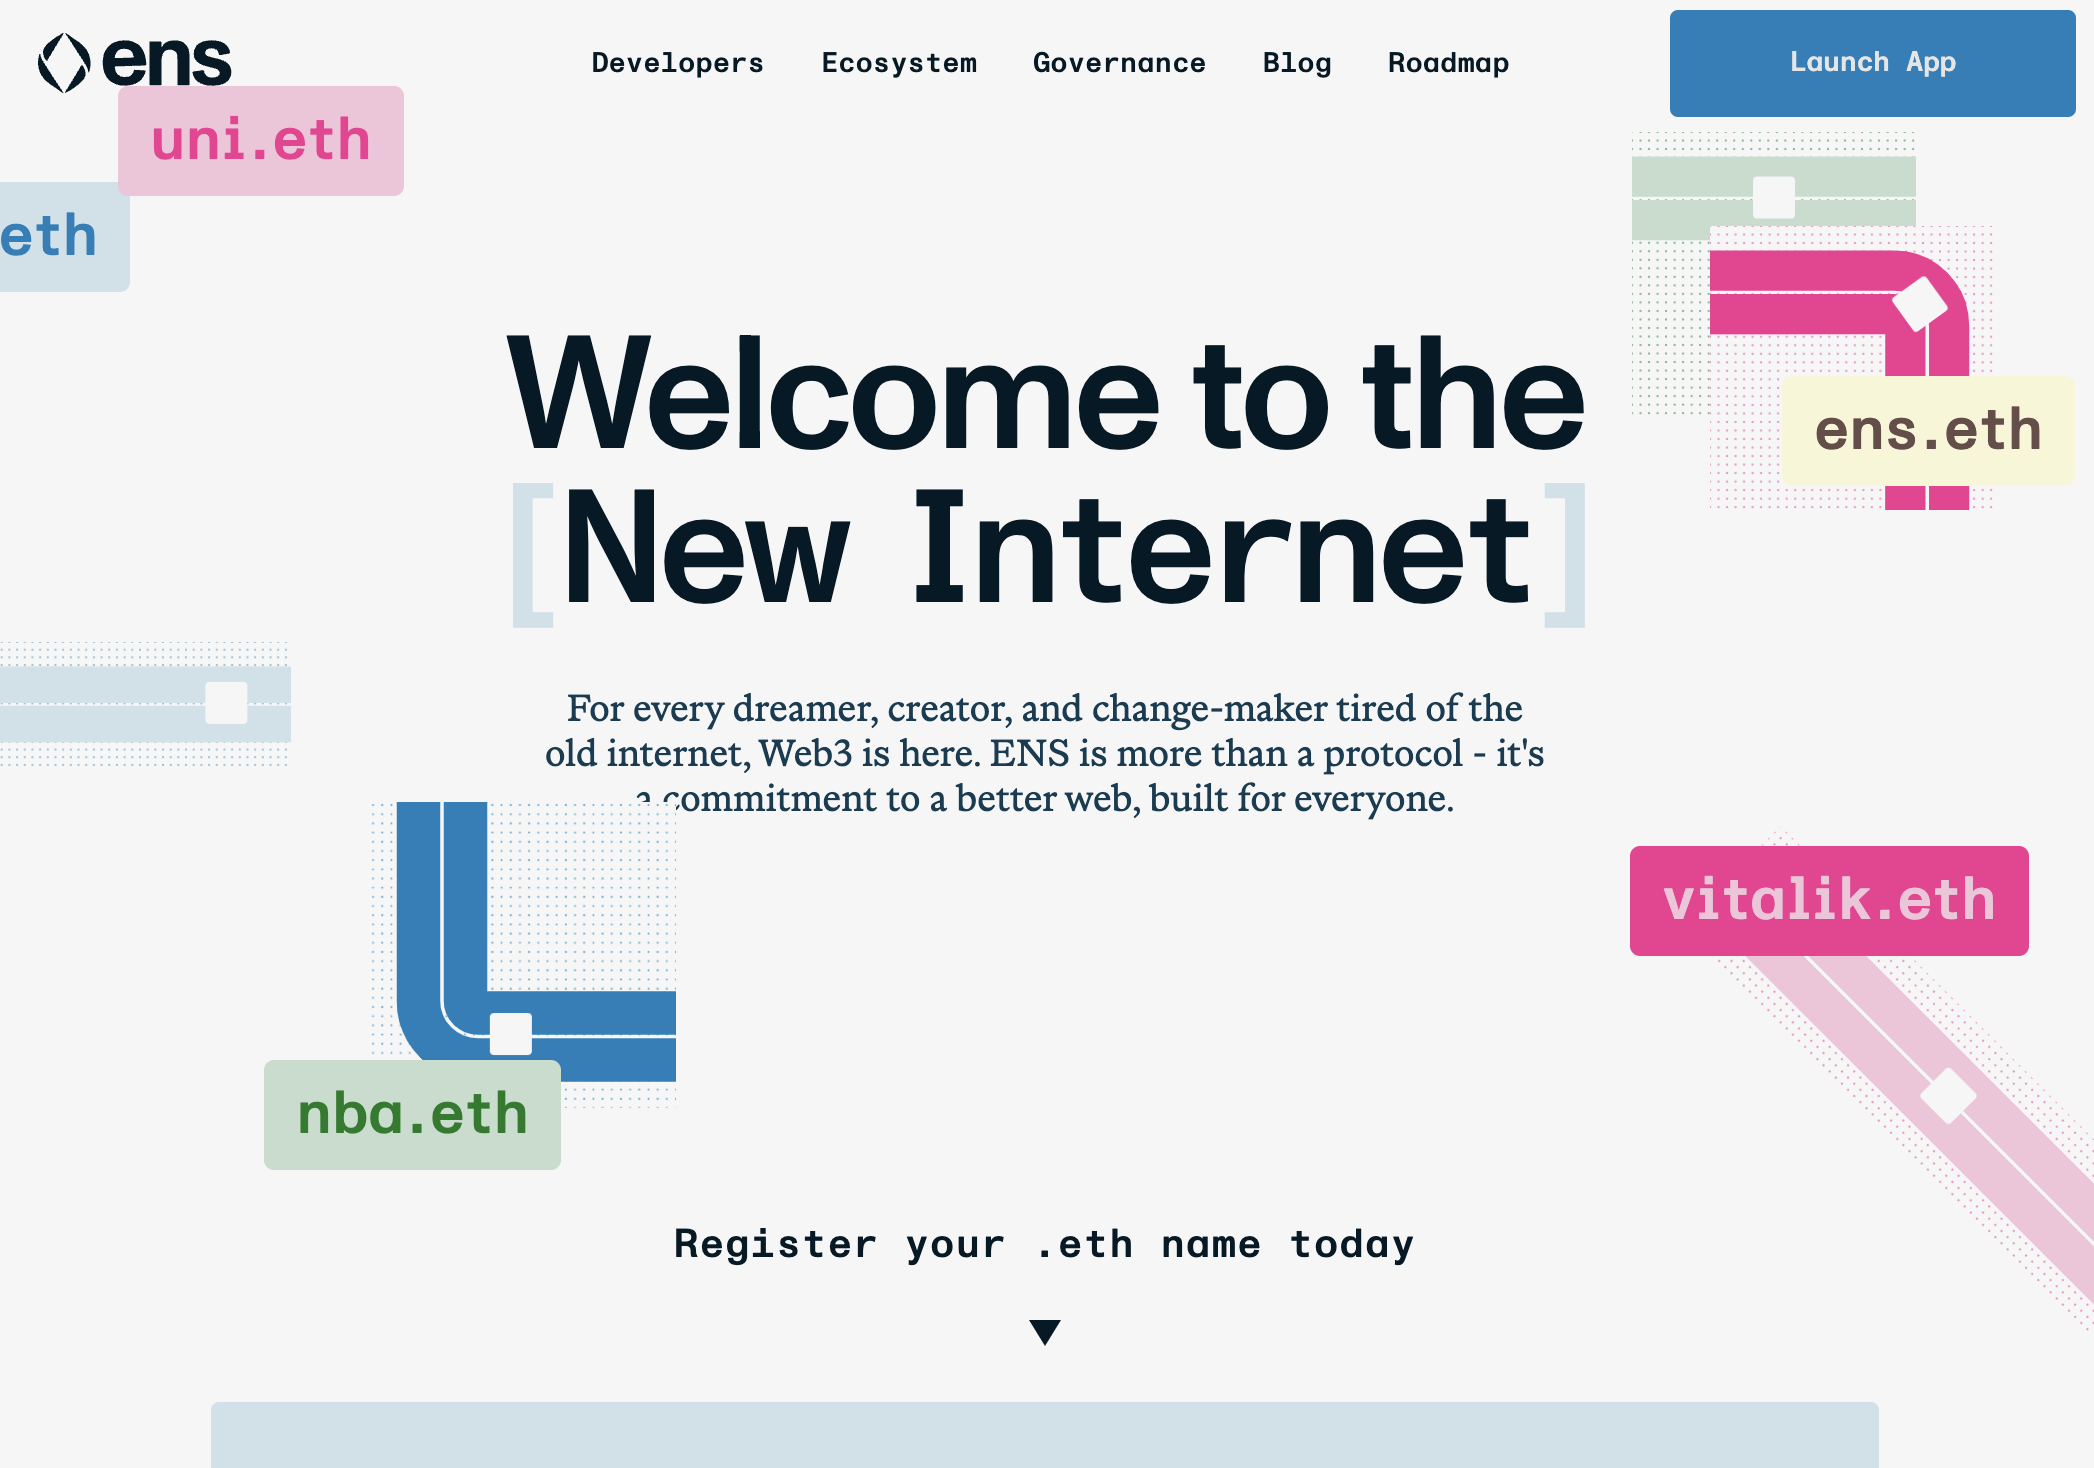 ens
Developers
Ecosystem
Governance
Blog
Roadmap
Launch App
uni.eth
eth
Welcome to the
[New Internet]
ens.eth
For every dreamer, creator, and change-maker tired of the
old internet, Web3 is here. ENS is more than a protocol - it's
a commitment to a better web, built for everyone.
vitalik.eth
nba.eth
Register your .eth name today